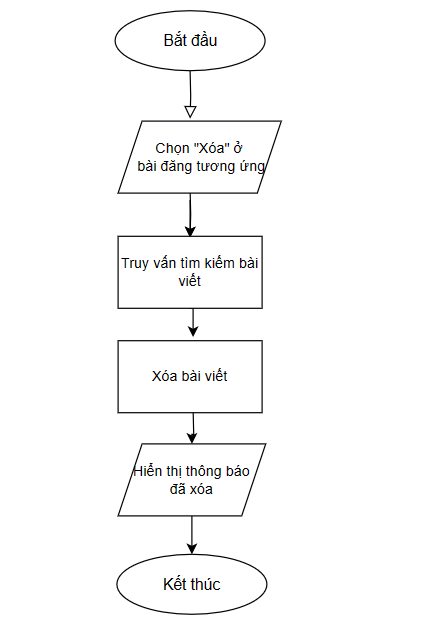 Bắt đầu
Chọn "Xóa" ở
bài đăng tương ứng
Truy vấn tìm kiếm bài
viết
Xóa bài viết
Hiển thị thông báo
đã xóa
Kết thúc